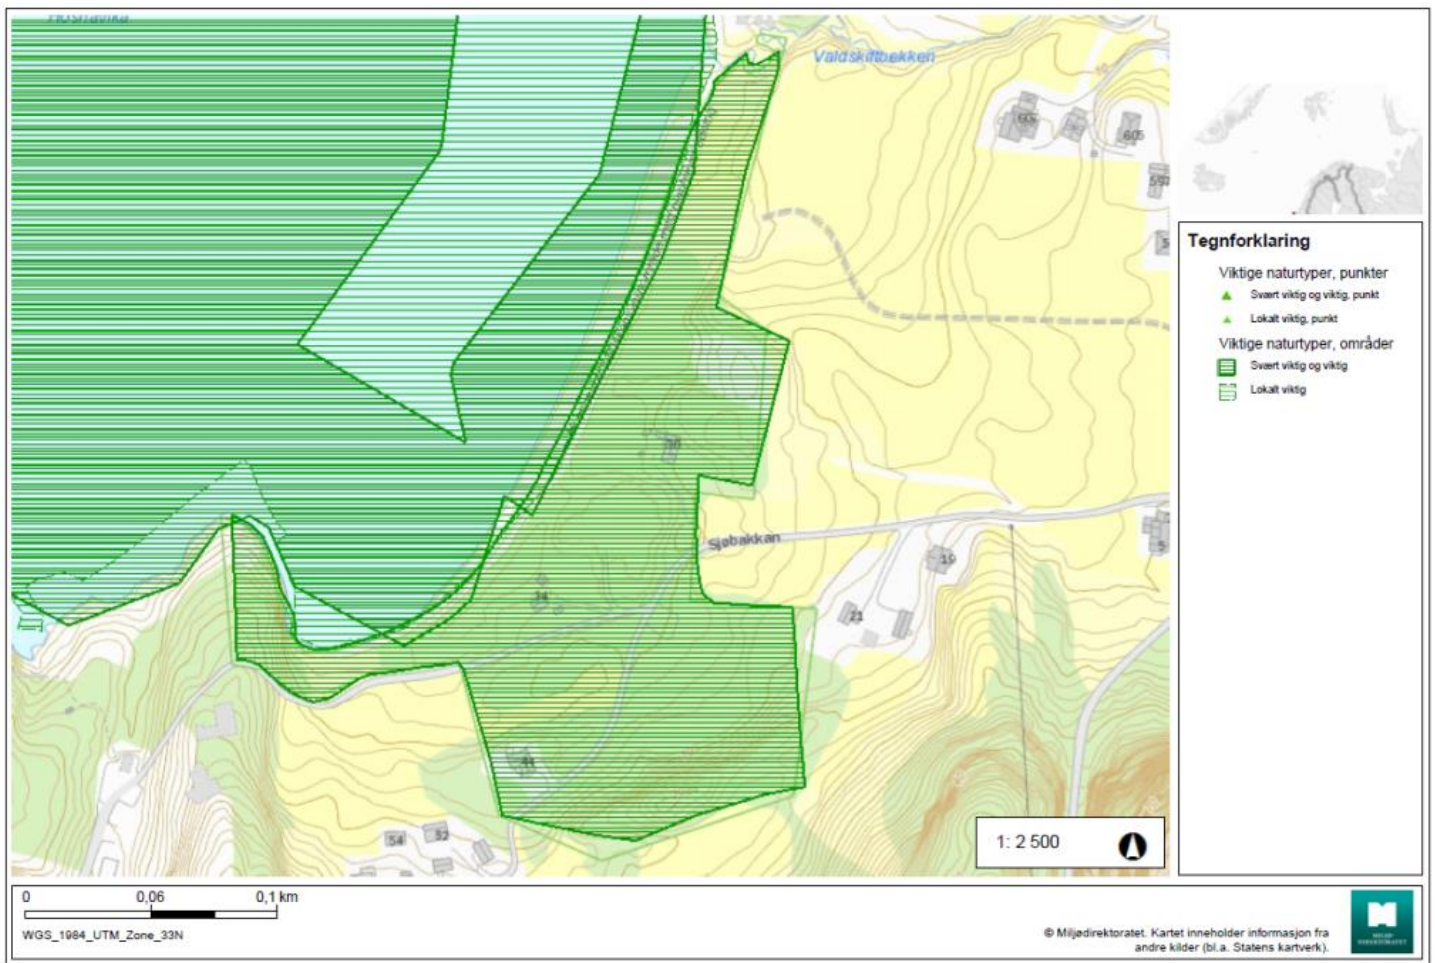 Valdskiftbekken
10
605
Sjøbakkan
19
21
34
44
54
52
Tegnforklaring
Viktige naturtyper, punkter
Svært viktig og viktig, punkt
Lokalt viktig, punkt
Viktige naturtyper, områder
Svært viktig og viktig
Lokalt viktig
1: 2 500
0 0,06 0,1 km
WGS_1984_UTM_Zone_33N
© Miljødirektoratet. Kartet inneholder informasjon fra
andre kilder (bl.a. Statens kartverk).